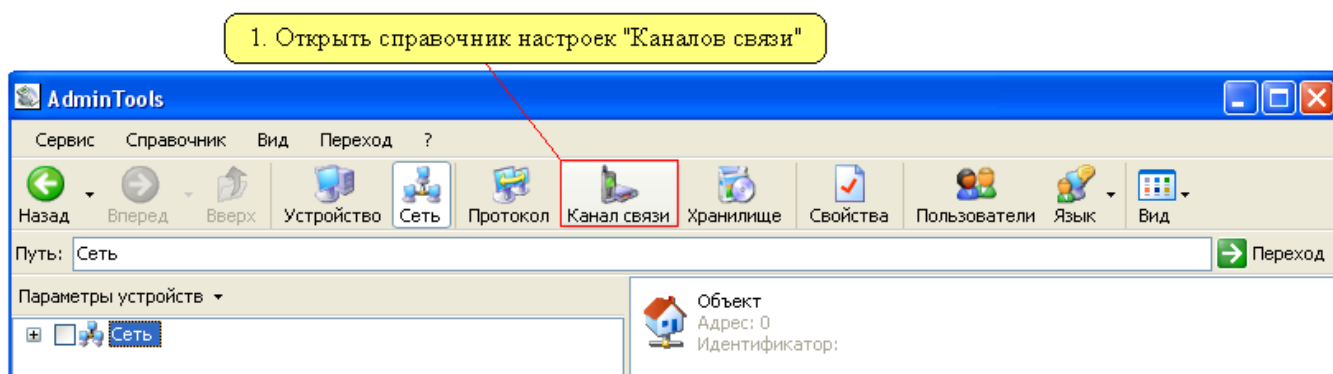 1. Открыть справочник настроек "Каналов связи"
AdminTools
Сервис Справочник Вид Переход ?
Назад Вперед Вверх Устройство Сеть Протокол Канал связи Хранилище Свойства Пользователи Язык Вид
Путь: Сеть Переход
Параметры устройств
Сеть
Объект
Адрес: 0
Идентификатор: